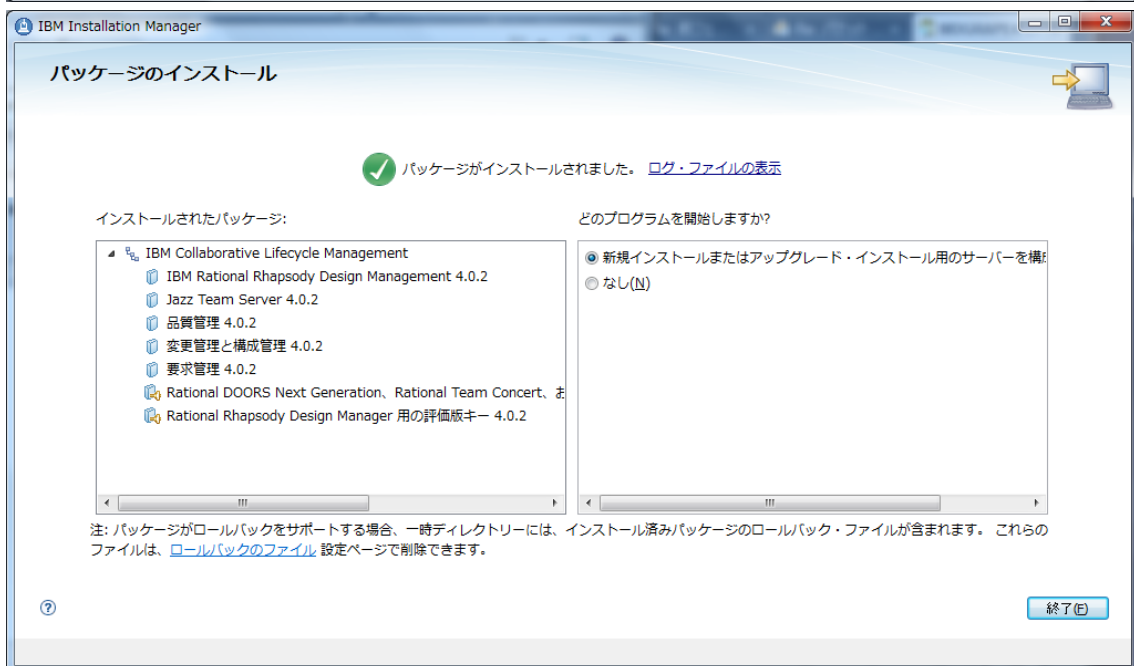 IBM Installation Manager
パッケージのインストール
パッケージがインストールされました。 ログ・ファイルの表示
インストールされたパッケージ:
IBM Collaborative Lifecycle Management
IBM Rational Rhapsody Design Management 4.0.2
Jazz Team Server 4.0.2
品質管理 4.0.2
変更管理と構成管理 4.0.2
要求管理 4.0.2
Rational DOORS Next Generation、Rational Team Concert、お
Rational Rhapsody Design Manager 用の評価版キー 4.0.2
どのプログラムを開始しますか?
新規インストールまたはアップグレード・インストール用のサーバーを構
なし(N)
注: パッケージがロールバックをサポートする場合、一時ディレクトリーには、インストール済みパッケージのロールバック・ファイルが含まれます。 これらの
ファイルは、ロールバックのファイル 設定ページで削除できます。
終了(F)